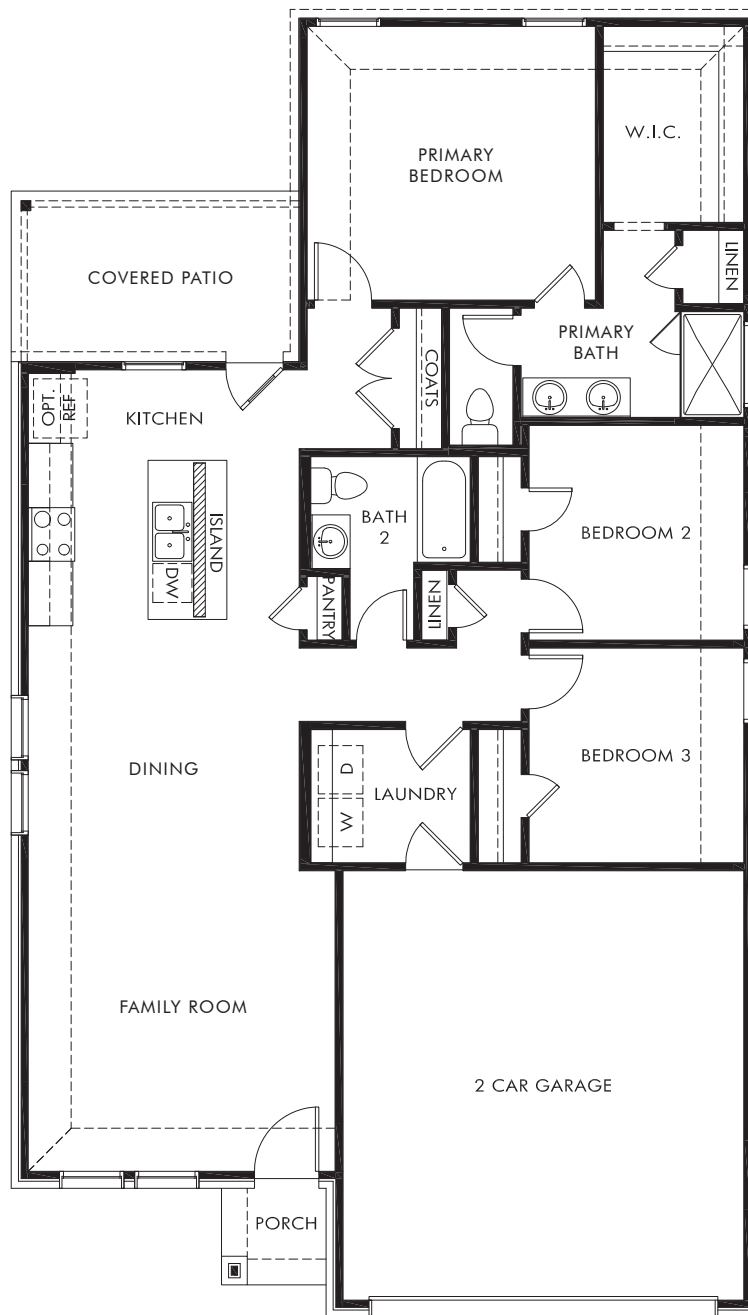 PRIMARY
BEDROOM
W.I.C.
COVERED PATIO
LINEN
PRIMARY
BATH
COATS
OPT.
REF
KITCHEN
ISLAND
DW
BATH
2
BEDROOM 2
PANTRY
LINEN
DINING
D
W
LAUNDRY
BEDROOM 3
FAMILY ROOM
2 CAR GARAGE
PORCH